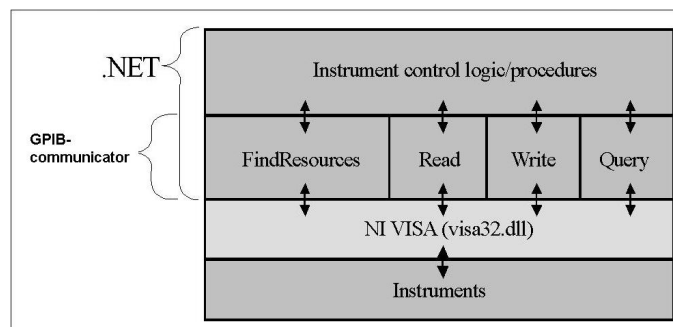 .NET
Instrument control logic/procedures
GPIB-
communicator
FindResources
Read
Write
Query
NI VISA (visa32.dll)
Instruments